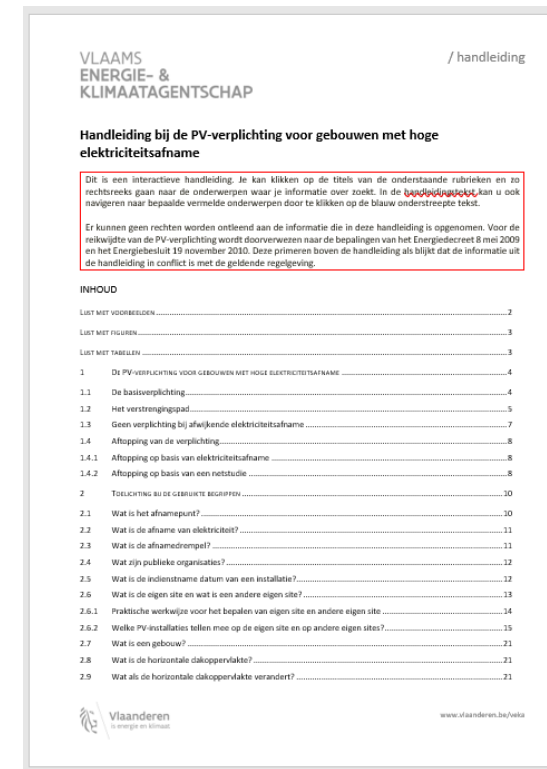 VLAAMS
ENERGIE- &
KLIMAATAGENTSCHAP
/ handleiding
Handleiding bij de PV-verplichting voor gebouwen met hoge
elektriciteitsafname
Dit is een interactieve handleiding. Je kan klikken op de titels van de onderstaande rubrieken en zo
rechtsreeks gaan naar de onderwerpen waar je informatie over zoekt. In de handleidingstekst kan u ook
navigeren naar bepaalde vermelde onderwerpen door te klikken op de blauw onderstreepte tekst.
Er kunnen geen rechten worden ontleend aan de informatie die in deze handleiding is opgenomen. Voor de
reikwijdte van de PV-verplichting wordt doorverwezen naar de bepalingen van het Energiedecreet 8 mei 2009
en het Energiebesluit 19 november 2010. Deze primeren boven de handleiding als blijkt dat de informatie uit
de handleiding in conflict is met de geldende regelgeving.
INHOUD
LIJST MET VOORBEELDEN 2
LIJST MET FIGUREN 3
LIJST MET TABELLEN 3
1 DE PV-VERPLICHTING VOOR GEBOUWEN MET HOGE ELEKTRICITEITSAFNAME 4
1.1 De basisverplichting 4
1.2 Het verstrengingspad 5
1.3 Geen verplichting bij afwijkende elektriciteitsafname 7
1.4 Aftopping van de verplichting 8
1.4.1 Aftopping op basis van elektriciteitsafname 8
1.4.2 Aftopping op basis van een netstudie 8
2 TOELICHTING BIJ DE GEBRUIKTE BEGRIPPEN 10
2.1 Wat is het afnamepunt? 10
2.2 Wat is de afname van elektriciteit? 11
2.3 Wat is de afnamedrempel? 11
2.4 Wat zijn publieke organisaties? 12
2.5 Wat is de indienstname datum van een installatie? 12
2.6 Wat is de eigen site en wat is een andere eigen site? 13
2.6.1 Praktische werkwijze voor het bepalen van eigen site en andere eigen site 14
2.6.2 Welke PV-installaties tellen mee op de eigen site en op andere eigen sites? 15
2.7 Wat is een gebouw? 21
2.8 Wat is de horizontale dakoppervlakte? 21
2.9 Wat als de horizontale dakoppervlakte verandert? 21
Vlaanderen
is energie en klimaat
www.vlaanderen.be/veka